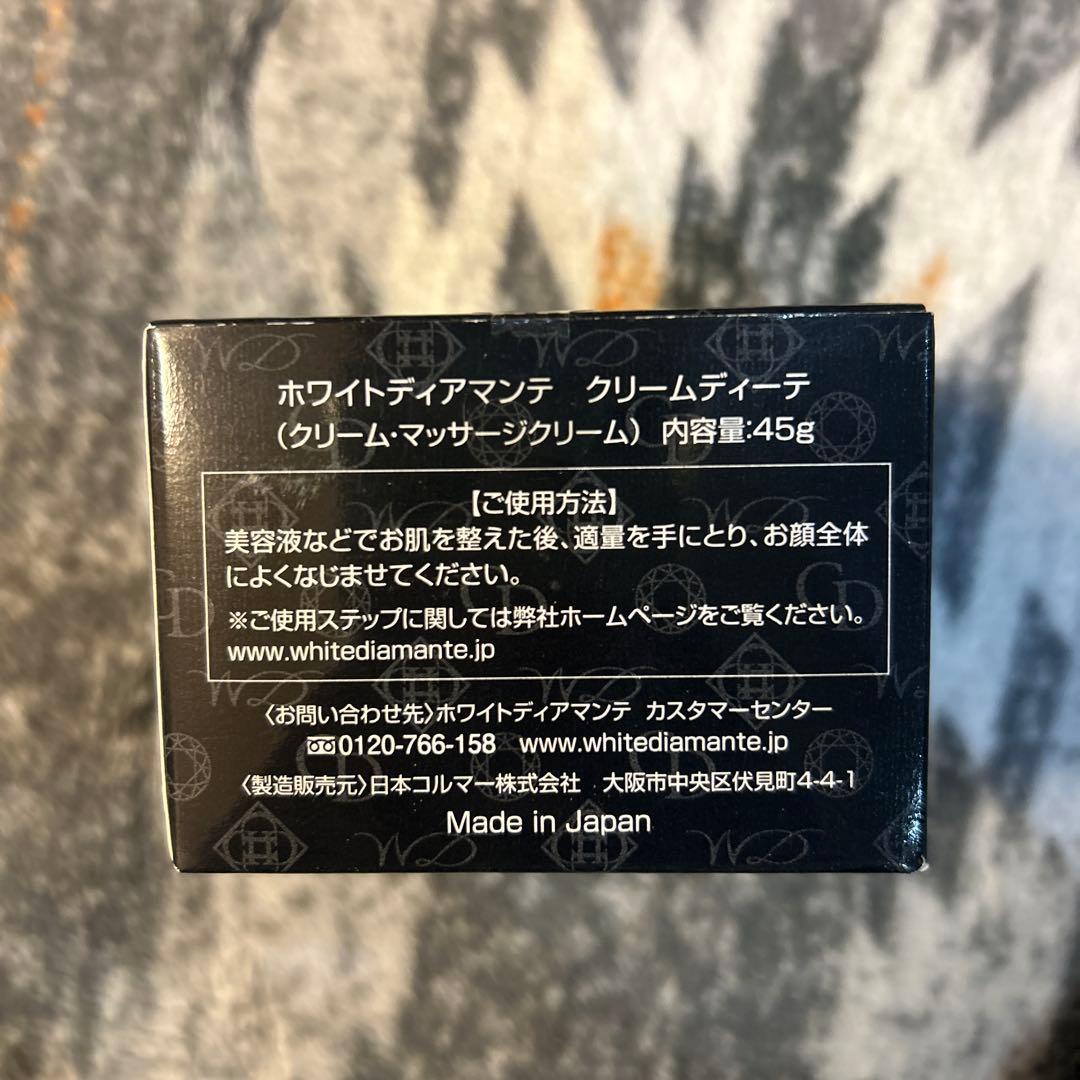 ホワイトディアマンテ クリームディーテ
(クリーム・マッサージクリーム) 内容量:45g
【ご使用方法】
美容液などでお肌を整えた後、適量を手にとり、お顔全体
によくなじませてください。
※ご使用ステップに関しては弊社ホームページをご覧ください。
www.whitediamante.jp
〈お問い合わせ先〉ホワイトディアマンテ カスタマーセンター
0120-766-158 www.whitediamante.jp
〈製造販売元〉日本コルマー株式会社 大阪市中央区伏見町4-4-1
Made in Japan